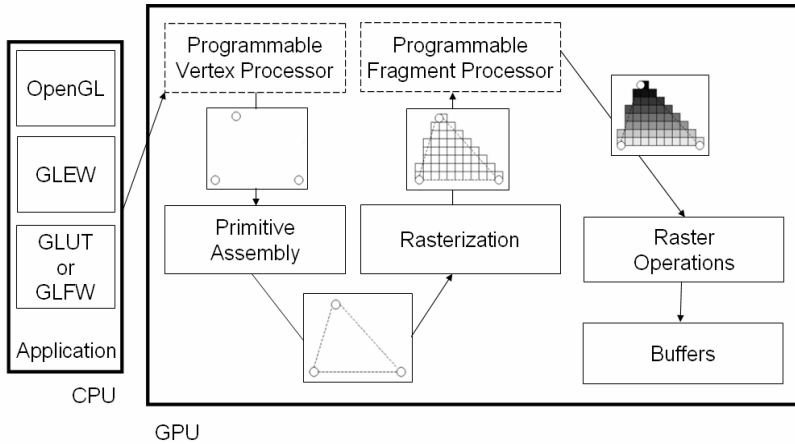 OpenGL
GLEW
GLUT
or
GLFW
Application
CPU
Programmable
Vertex Processor
Primitive
Assembly
Programmable
Fragment Processor
Rasterization
Raster
Operations
Buffers
GPU